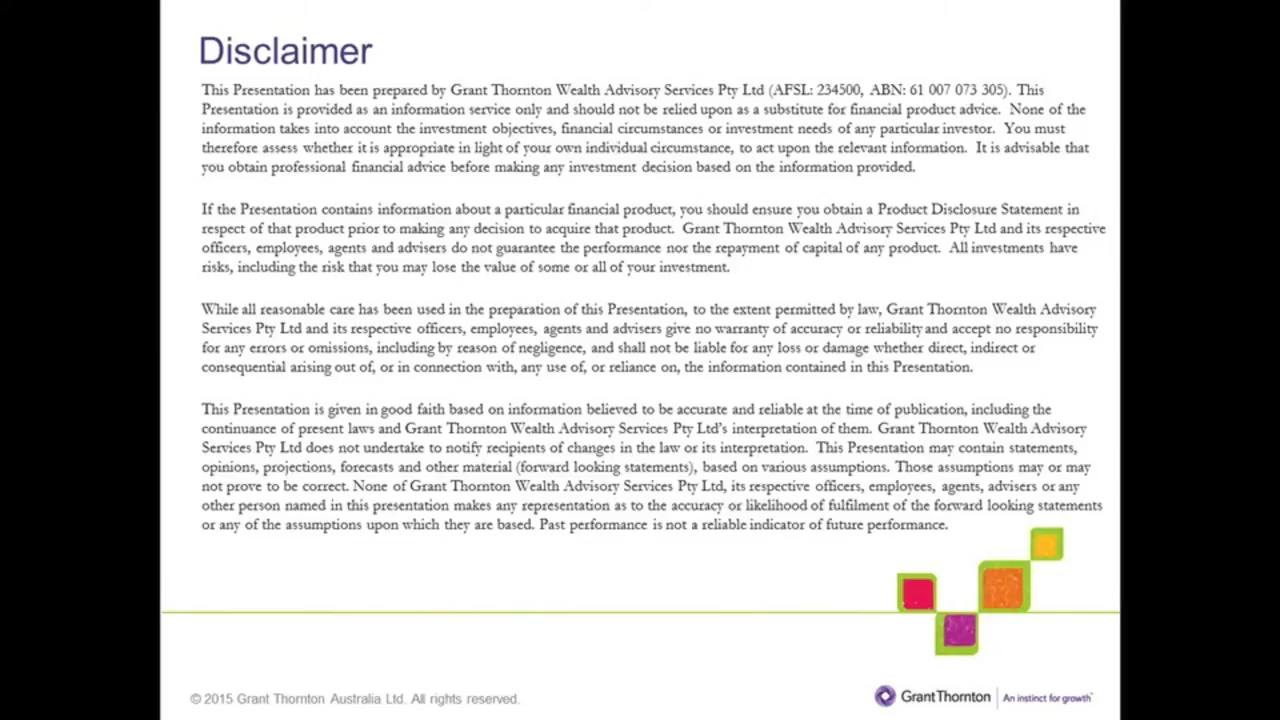 Disclaimer
This Presentation has been prepared by Grant Thornton Wealth Advisory Services Pty Ltd (AFSL: 234500, ABN: 61 007 073 305). This
Presentation is provided as an information service only and should not be relied upon as a substitute for financial product advice. None of the
information takes into account the investment objectives, financial circumstances or investment needs of any particular investor. You must
therefore assess whether it is appropriate in light of your own individual circumstance, to act upon the relevant information. It is advisable that
you obtain professional financial advice before making any investment decision based on the information provided.
If the Presentation contains information about a particular financial product, you should ensure you obtain a Product Disclosure Statement in
respect of that product prior to making any decision to acquire that product. Grant Thornton Wealth Advisory Services Pty Ltd and its respective
officers, employees, agents and advisers do not guarantee the performance nor the repayment of capital of any product. All investments have
risks, including the risk that you may lose the value of some or all of your investment.
While all reasonable care has been used in the preparation of this Presentation, to the extent permitted by law, Grant Thornton Wealth Advisory
Services Pty Ltd and its respective officers, employees, agents and advisers give no warranty of accuracy or reliability and accept no responsibility
for any errors or omissions, including by reason of negligence, and shall not be liable for any loss or damage whether direct, indirect or
consequential arising out of, or in connection with, any use of, or reliance on, the information contained in this Presentation.
This Presentation is given in good faith based on information believed to be accurate and reliable at the time of publication, including the
continuance of present laws and Grant Thornton Wealth Advisory Services Pty Ltd's interpretation of them. Grant Thornton Wealth Advisory
Services Pty Ltd does not undertake to notify recipients of changes in the law or its interpretation. This Presentation may contain statements,
opinions, projections, forecasts and other material (forward looking statements), based on various assumptions. Those assumptions may or may
not prove to be correct. None of Grant Thornton Wealth Advisory Services Pty Ltd, its respective officers, employees, agents, advisers or any
other person named in this presentation makes any representation as to the accuracy or likelihood of fulfilment of the forward looking statements
or any of the assumptions upon which they are based. Past performance is not a reliable indicator of future performance.
© 2015 Grant Thornton Australia Ltd. All rights reserved.
Grant Thornton An instinct for growth™